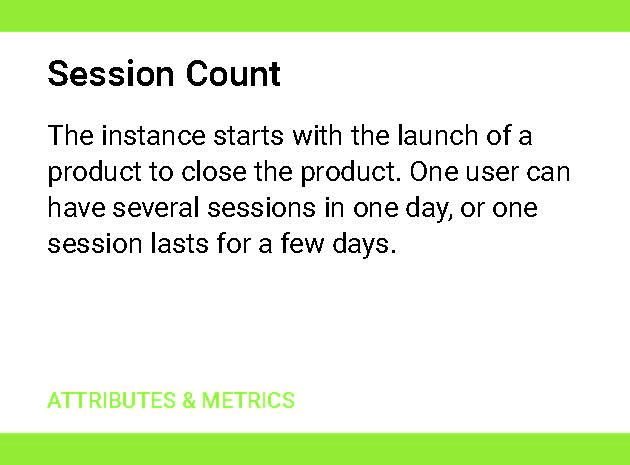 Session Count
The instance starts with the launch of a
product to close the product. One user can
have several sessions in one day, or one
session lasts for a few days.
ATTRIBUTES & METRICS